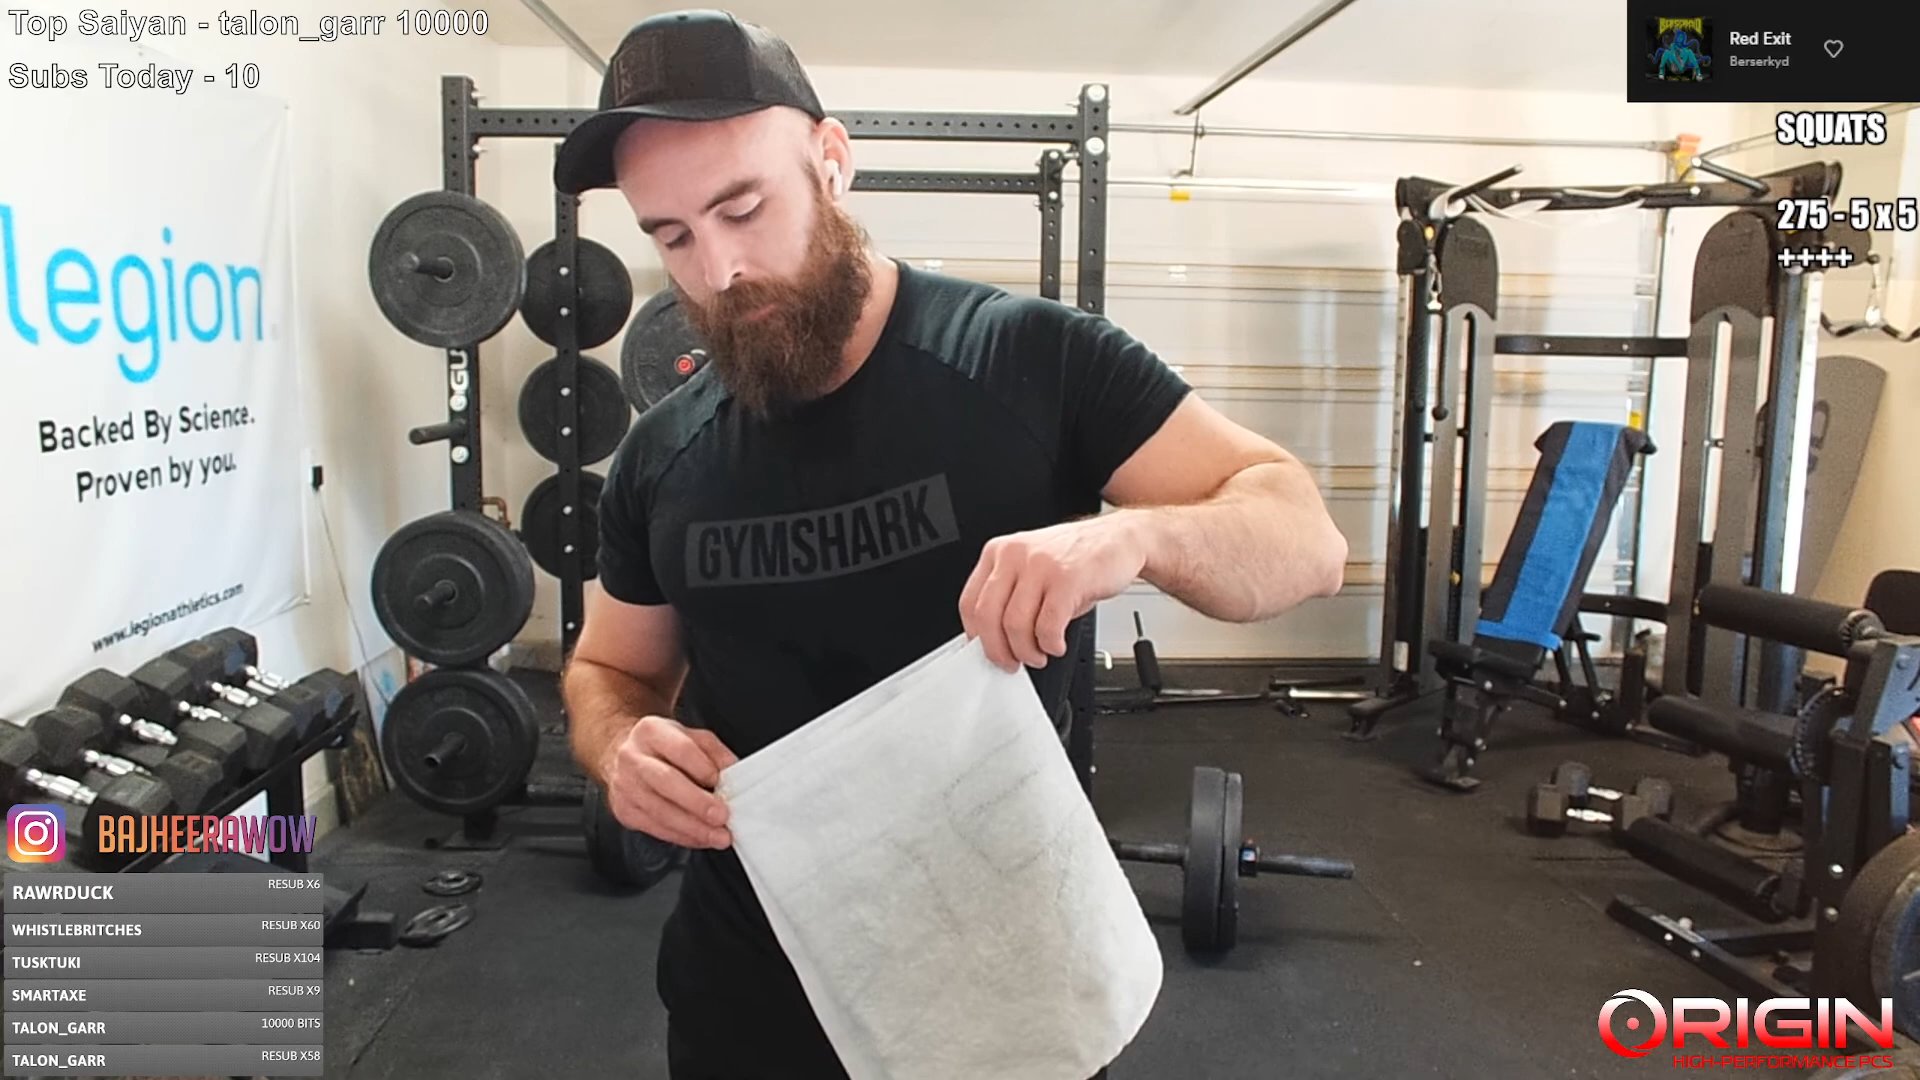 Top Saiyan - talon_garr 10000
Subs Today - 10
Red Exit
Berserkyd
SQUATS
275 - 5 x 5
++++
legion
Backed By Science.
Proven by you.
www.legionathletics.com
GYMSHARK
BAJHEERAWOW
RAWRDUCK RESUB X6
WHISTLEBRITCHES RESUB X60
TUSKTUKI RESUB X104
SMARTAXE RESUB X9
TALON_GARR 10000 BITS
TALON_GARR RESUB X58
ORIGIN
HIGH-PERFORMANCE PCS